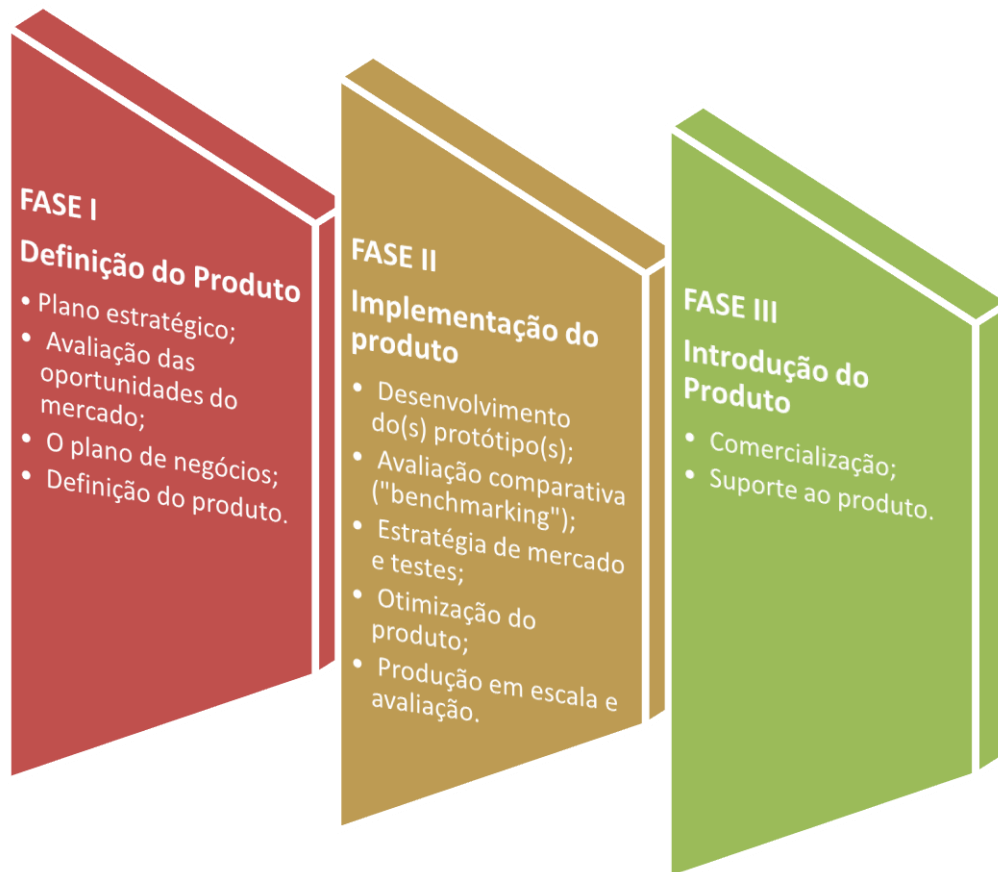 FASE I
Definição do Produto
• Plano estratégico;
• Avaliação das
oportunidades do
mercado;
• O plano de negócios;
• Definição do produto.
FASE II
Implementação do
produto
• Desenvolvimento
do(s) protótipo(s);
• Avaliação comparativa
("benchmarking");
• Estratégia de mercado
e testes;
• Otimização do
produto;
• Produção em escala e
avaliação.
FASE III
Introdução do
Produto
• Comercialização;
• Suporte ao produto.